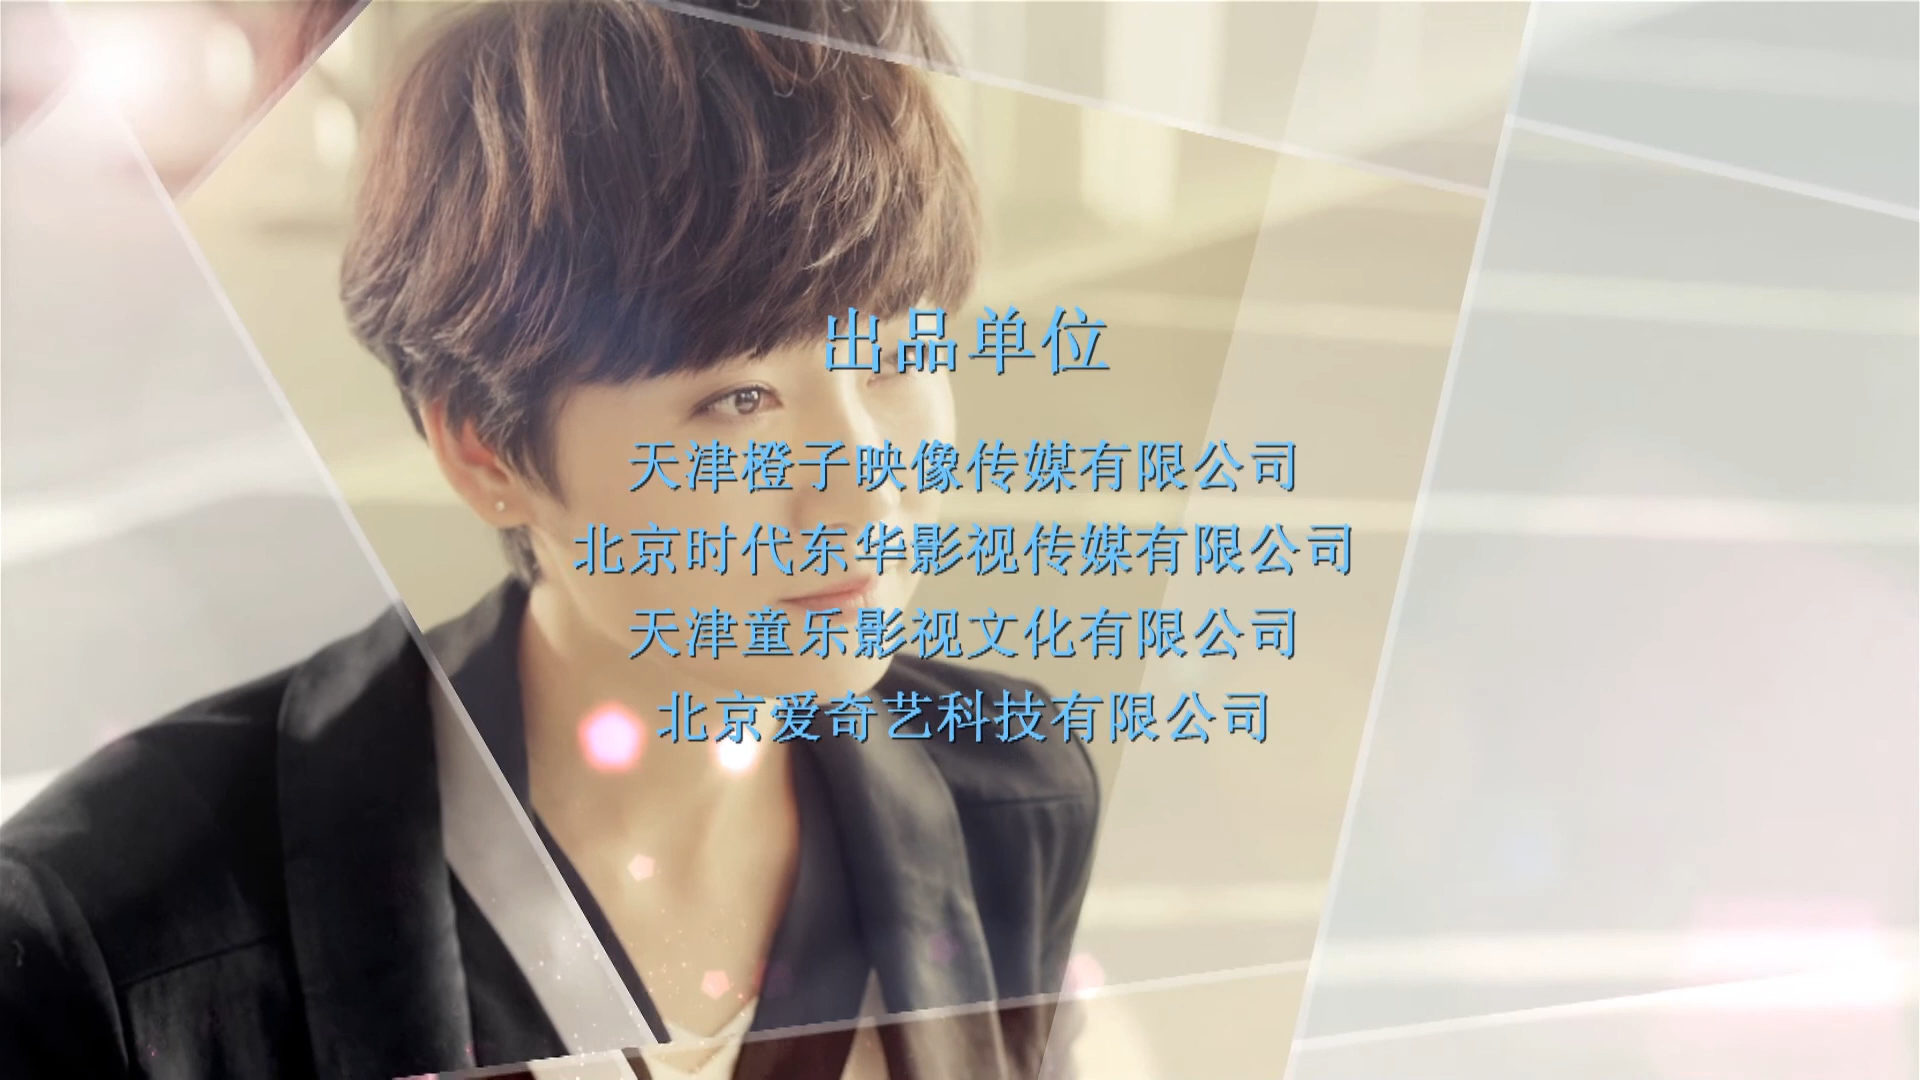 出品单位
天津橙子映像传媒有限公司
北京时代东华影视传媒有限公司
天津童乐影视文化有限公司
北京爱奇艺科技有限公司